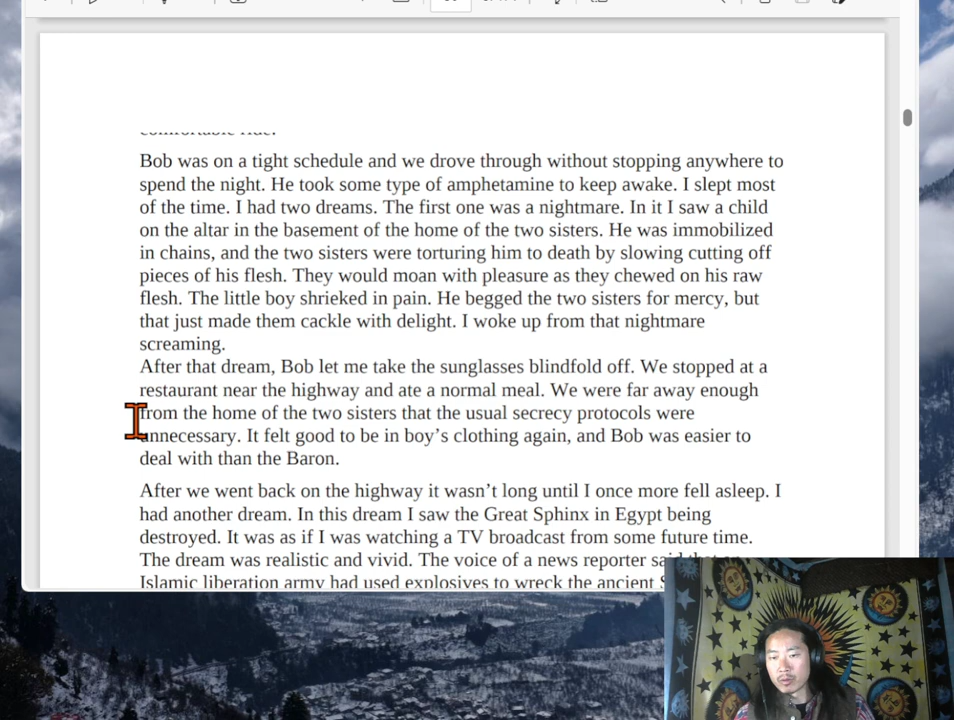 comfortable ride.
Bob was on a tight schedule and we drove through without stopping anywhere to
spend the night. He took some type of amphetamine to keep awake. I slept most
of the time. I had two dreams. The first one was a nightmare. In it I saw a child
on the altar in the basement of the home of the two sisters. He was immobilized
in chains, and the two sisters were torturing him to death by slowing cutting off
pieces of his flesh. They would moan with pleasure as they chewed on his raw
flesh. The little boy shrieked in pain. He begged the two sisters for mercy, but
that just made them cackle with delight. I woke up from that nightmare
screaming.
After that dream, Bob let me take the sunglasses blindfold off. We stopped at a
restaurant near the highway and ate a normal meal. We were far away enough
from the home of the two sisters that the usual secrecy protocols were
unnecessary. It felt good to be in boy's clothing again, and Bob was easier to
deal with than the Baron.
After we went back on the highway it wasn't long until I once more fell asleep. I
had another dream. In this dream I saw the Great Sphinx in Egypt being
destroyed. It was as if I was watching a TV broadcast from some future time.
The dream was realistic and vivid. The voice of a news reporter said that an
Islamic liberation army had used explosives to wreck the ancient